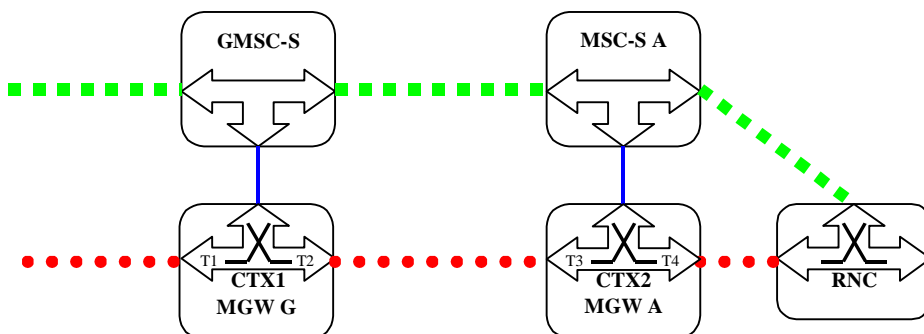 GMSC-S
MSC-S A
T1 T2
CTX1
MGW G
T3 T4
CTX2
MGW A
RNC